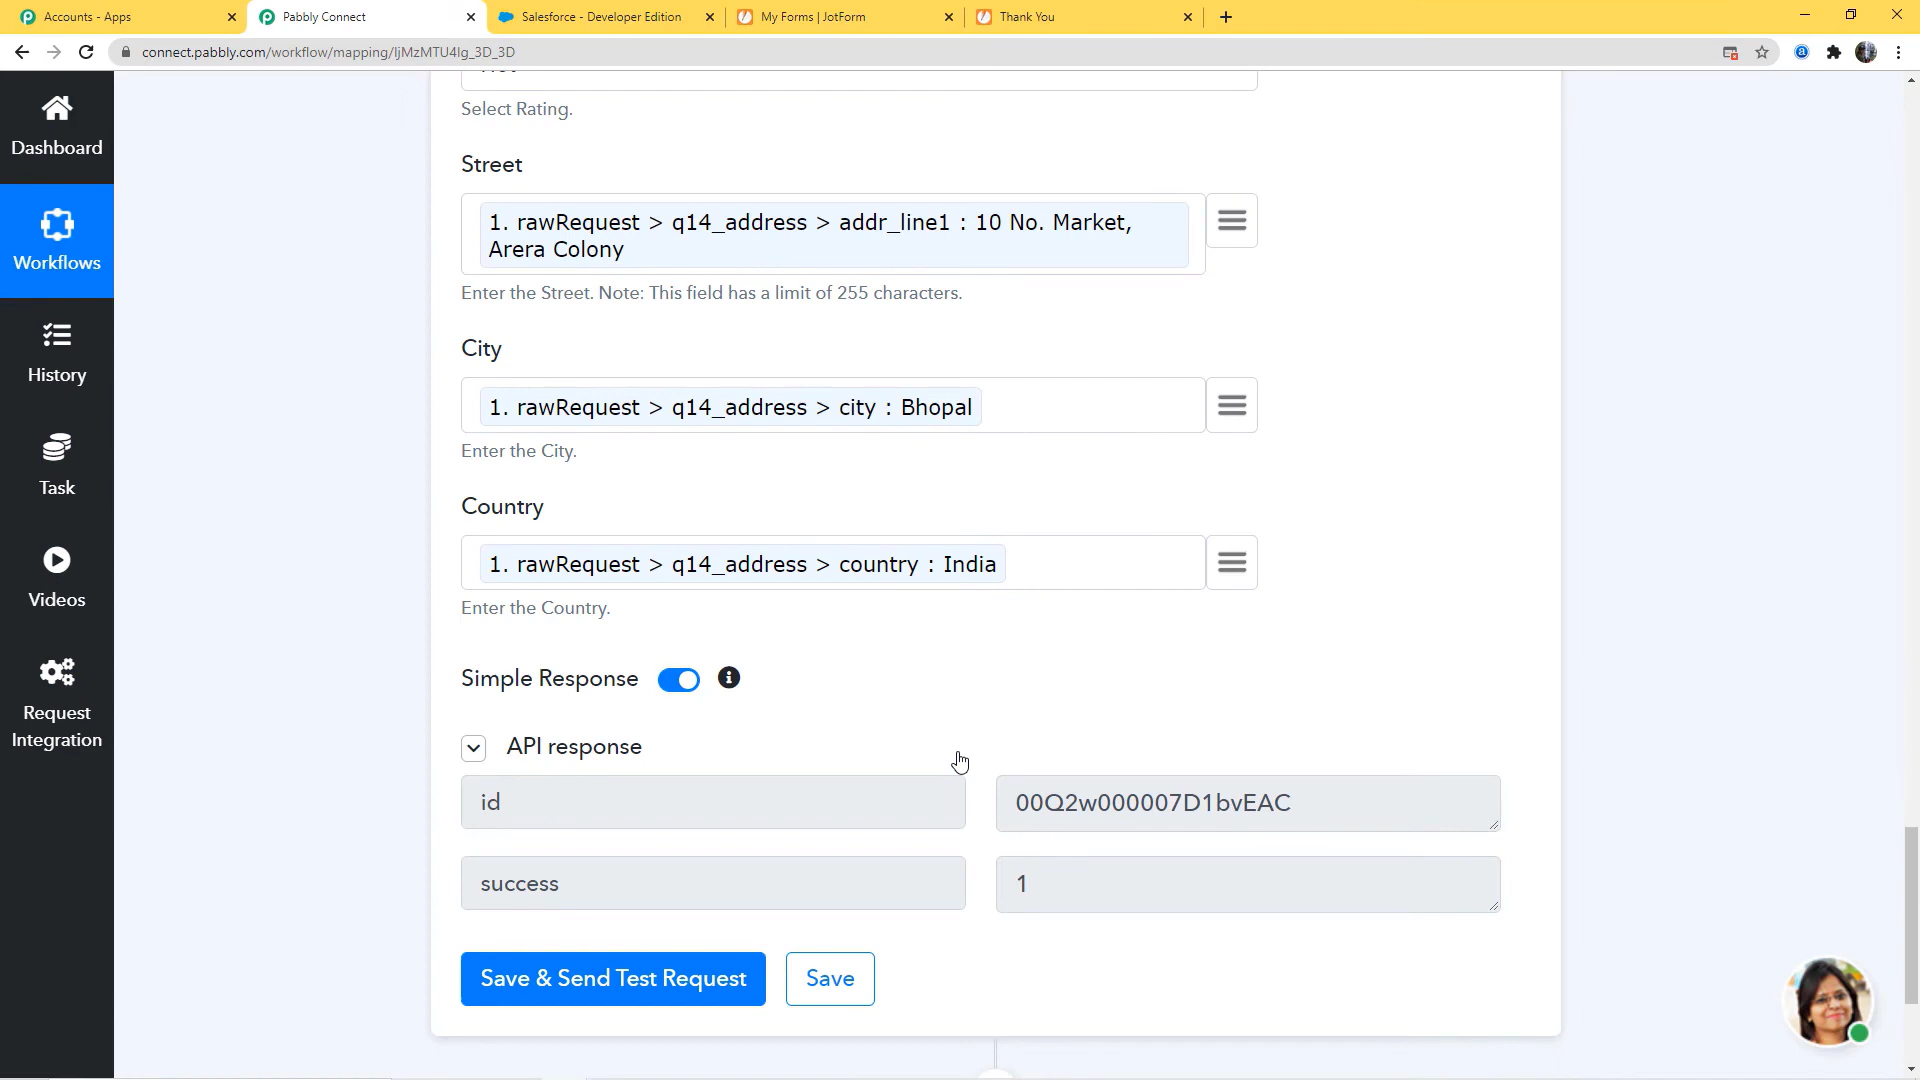 Accounts - Apps
Pabbly Connect
Salesforce - Developer Edition
My Forms | JotForm
Thank You
connect.pabbly.com/workflow/mapping/IjMzMTU4Ig_3D_3D
Dashboard
Workflows
History
Task
Videos
Request
Integration
Select Rating.
Street
1. rawRequest > q14_address > addr_line1 : 10 No. Market,
Arera Colony
Enter the Street. Note: This field has a limit of 255 characters.
City
1. rawRequest > q14_address > city : Bhopal
Enter the City.
Country
1. rawRequest > q14_address > country : India
Enter the Country.
Simple Response
API response
id
00Q2w000007D1bvEAC
success
1
Save & Send Test Request
Save